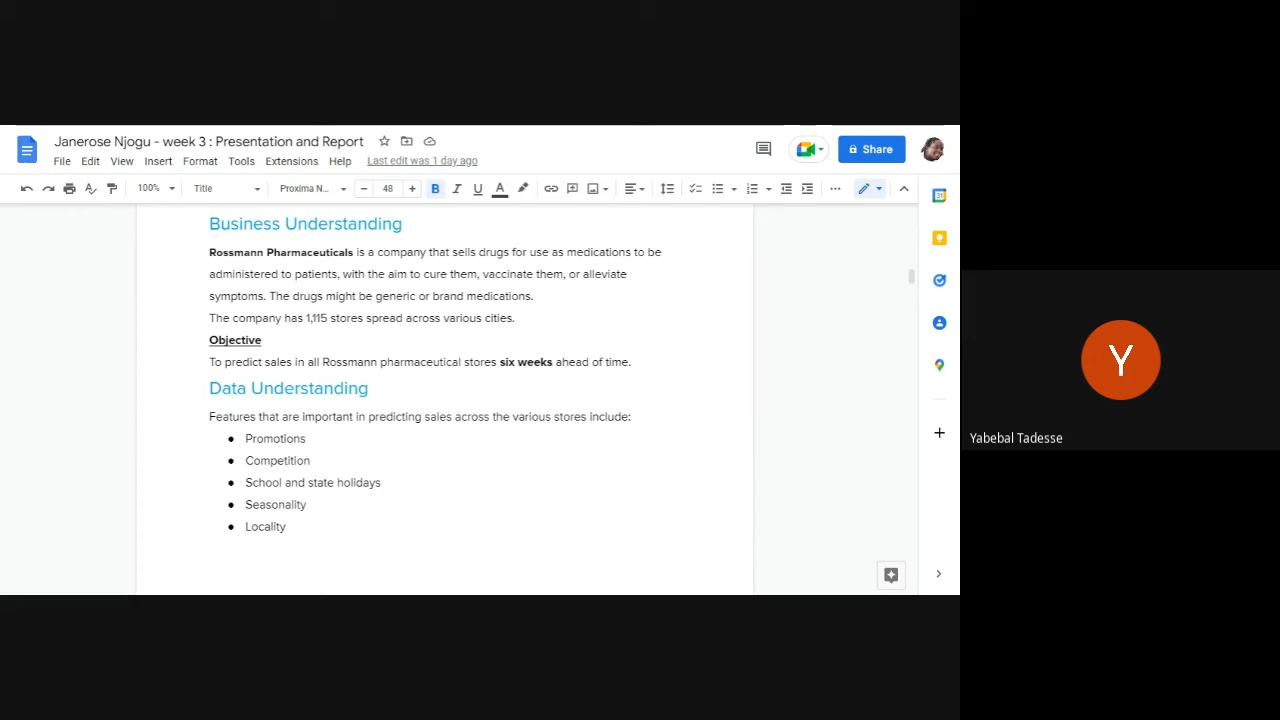 Janerose Njogu - week 3 : Presentation and Report
File Edit View Insert Format Tools Extensions Help Last edit was 1 day ago
Share
100% Title Proxima N... 48 B I U A
Business Understanding
Rossmann Pharmaceuticals is a company that sells drugs for use as medications to be
administered to patients, with the aim to cure them, vaccinate them, or alleviate
symptoms. The drugs might be generic or brand medications.
The company has 1,115 stores spread across various cities.
Objective
To predict sales in all Rossmann pharmaceutical stores six weeks ahead of time.
Data Understanding
Features that are important in predicting sales across the various stores include:
● Promotions
● Competition
● School and state holidays
● Seasonality
● Locality
Y
Yabebal Tadesse